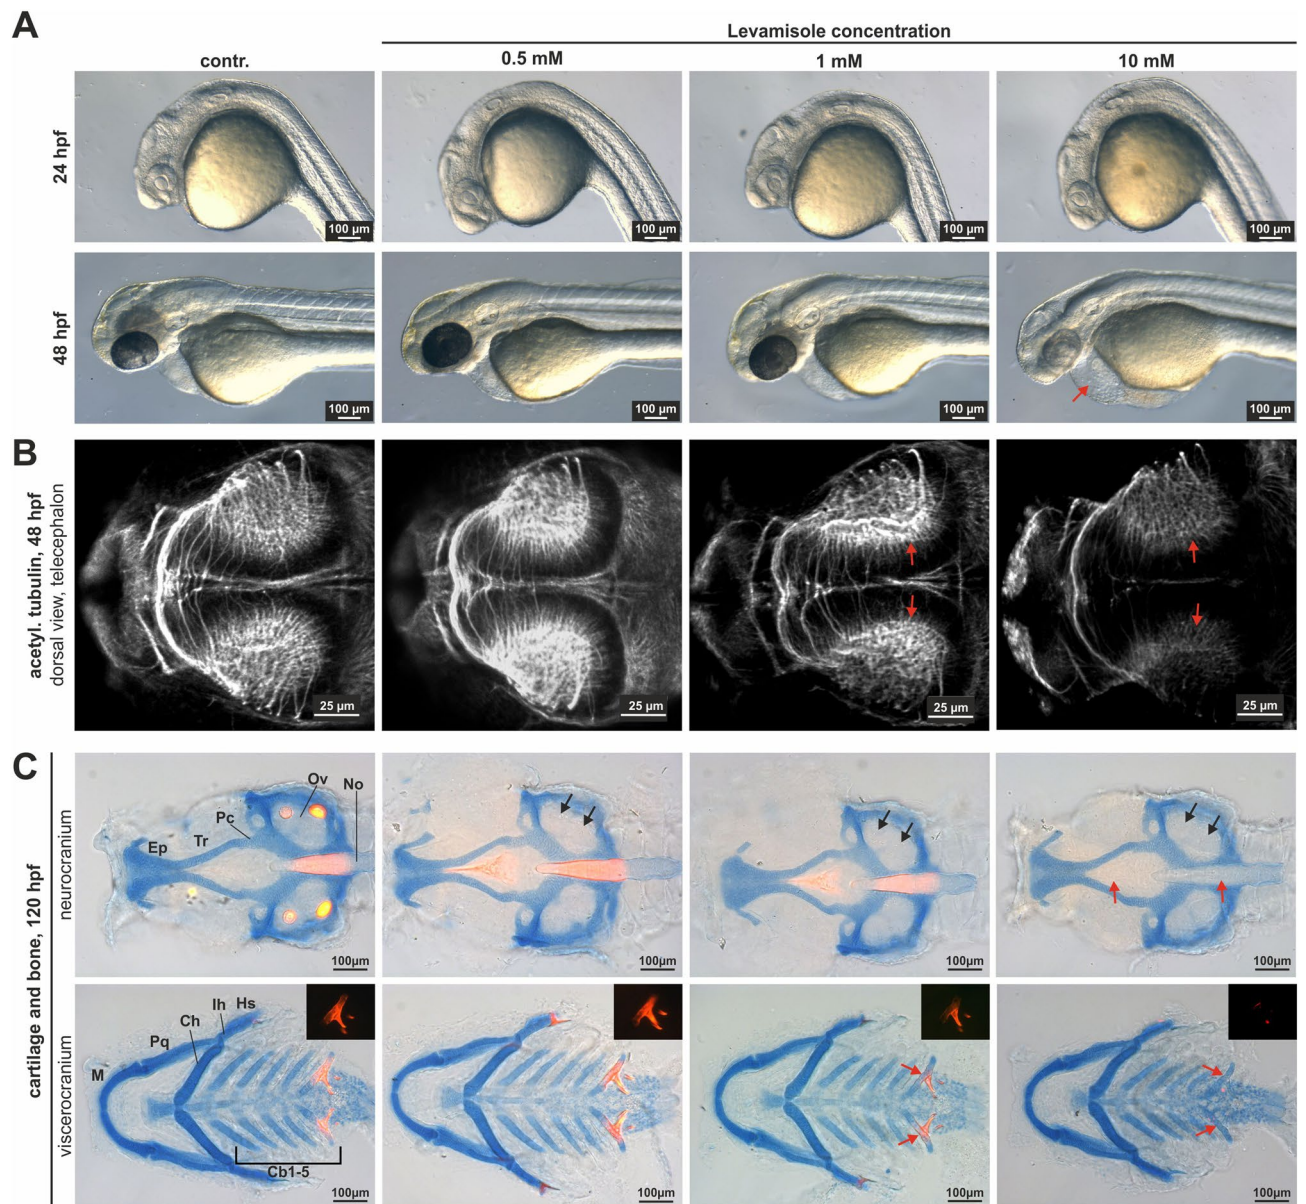 A
Levamisole concentration
contr.
0.5 mM
1 mM
10 mM
24 hpf
100 µm
100 µm
100 µm
100 µm
48 hpf
100 µm
100 µm
100 µm
100 µm
B
acetyl. tubulin, 48 hpf
dorsal view, telecephalon
25 µm
25 µm
25 µm
25 µm
C
cartilage and bone, 120 hpf
neurocranium
Ov
No
Pc
Tr
Ep
100µm
100µm
100µm
100µm
viscerocranium
Ih Hs
Ch
Pq
M
Cb1-5
100µm
100µm
100µm
100µm